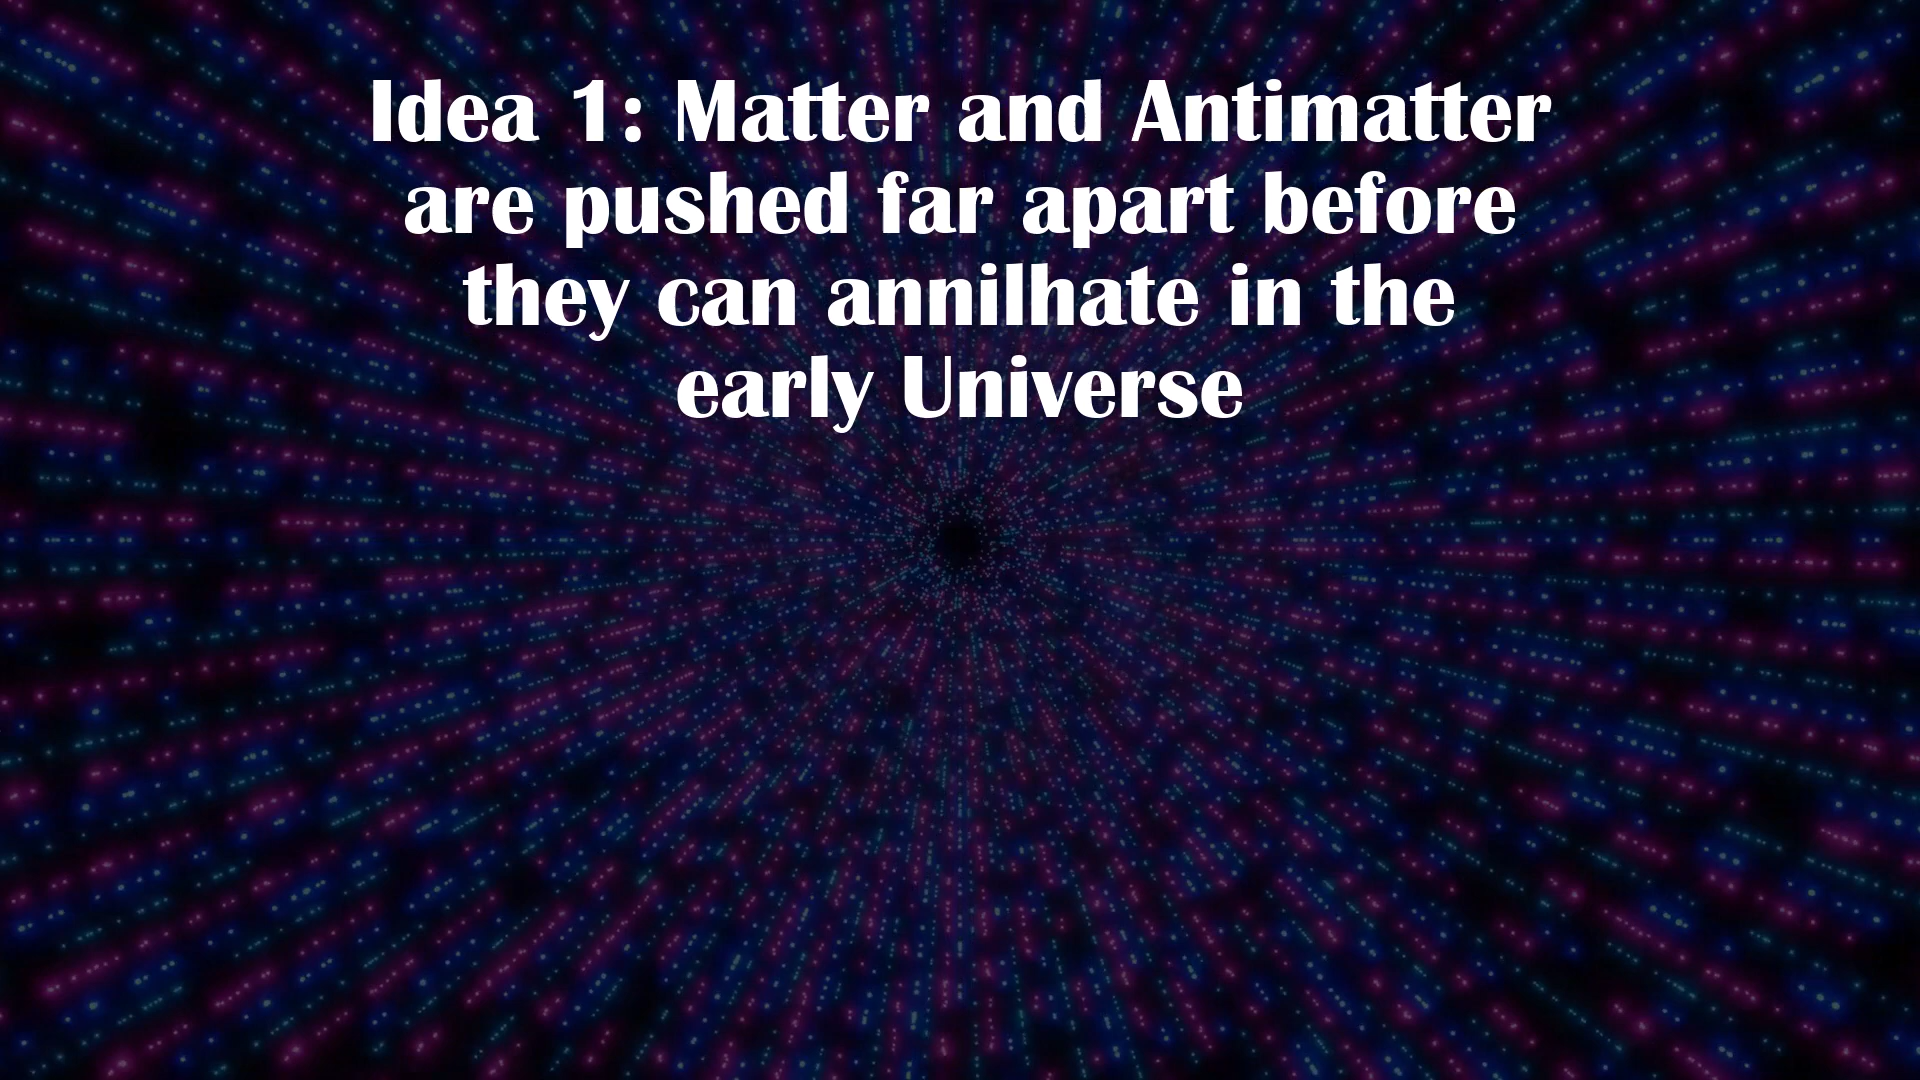 Idea 1: Matter and Antimatter
are pushed far apart before
they can annilhate in the
early Universe